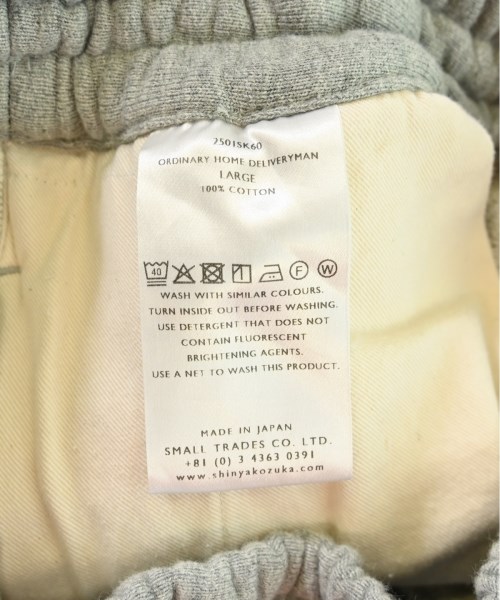 2501SK60
ORDINARY HOME DELIVERYMAN
LARGE
100% COTTON
40 F W
WASH WITH SIMILAR COLOURS.
TURN INSIDE OUT BEFORE WASHING.
USE DETERGENT THAT DOES NOT
CONTAIN FLUORESCENT
BRIGHTENING AGENTS.
USE A NET TO WASH THIS PRODUCT.
MADE IN JAPAN
SMALL TRADES CO. LTD.
+81 (0) 3 4363 0391
www.shinyakozuka.com